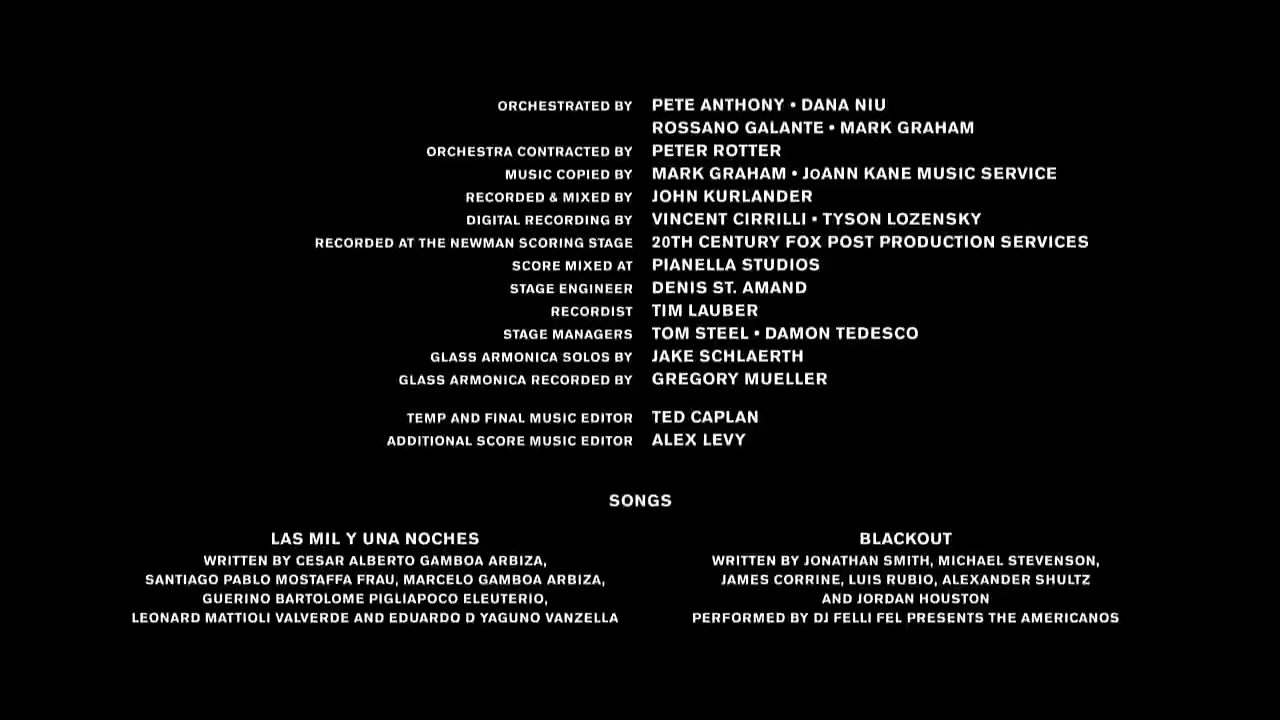 ORCHESTRATED BY PETE ANTHONY • DANA NIU
ROSSANO GALANTE • MARK GRAHAM
ORCHESTRA CONTRACTED BY PETER ROTTER
MUSIC COPIED BY MARK GRAHAM • JoANN KANE MUSIC SERVICE
RECORDED & MIXED BY JOHN KURLANDER
DIGITAL RECORDING BY VINCENT CIRRILLI • TYSON LOZENSKY
RECORDED AT THE NEWMAN SCORING STAGE 20TH CENTURY FOX POST PRODUCTION SERVICES
SCORE MIXED AT PIANELLA STUDIOS
STAGE ENGINEER DENIS ST. AMAND
RECORDIST TIM LAUBER
STAGE MANAGERS TOM STEEL • DAMON TEDESCO
GLASS ARMONICA SOLOS BY JAKE SCHLAERTH
GLASS ARMONICA RECORDED BY GREGORY MUELLER
TEMP AND FINAL MUSIC EDITOR TED CAPLAN
ADDITIONAL SCORE MUSIC EDITOR ALEX LEVY
SONGS
LAS MIL Y UNA NOCHES
WRITTEN BY CESAR ALBERTO GAMBOA ARBIZA,
SANTIAGO PABLO MOSTAFFA FRAU, MARCELO GAMBOA ARBIZA,
GUERINO BARTOLOME PIGLIAPOCO ELEUTERIO,
LEONARD MATTIOLI VALVERDE AND EDUARDO D YAGUNO VANZELLA
BLACKOUT
WRITTEN BY JONATHAN SMITH, MICHAEL STEVENSON,
JAMES CORRINE, LUIS RUBIO, ALEXANDER SHULTZ
AND JORDAN HOUSTON
PERFORMED BY DJ FELLI FEL PRESENTS THE AMERICANOS